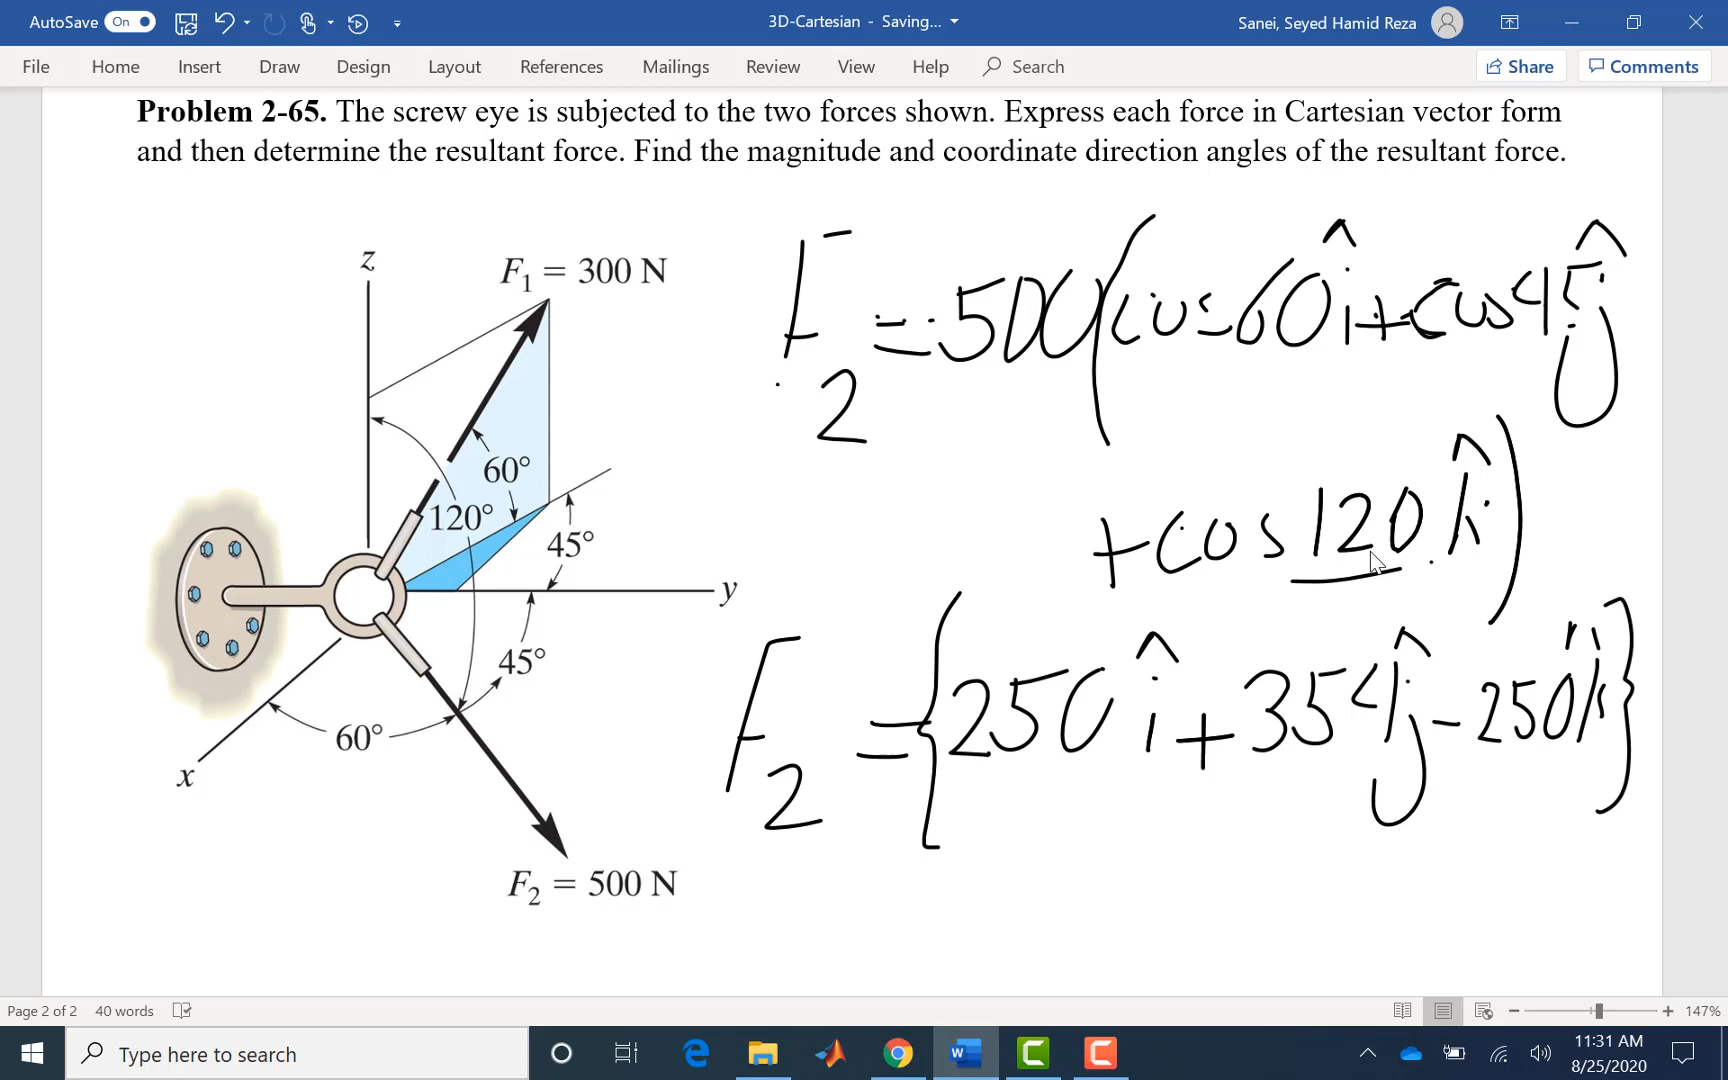 AutoSave On 3D-Cartesian - Saving... Sanei, Seyed Hamid Reza
File Home Insert Draw Design Layout References Mailings Review View Help Search Share Comments
Problem 2-65. The screw eye is subjected to the two forces shown. Express each force in Cartesian vector form
and then determine the resultant force. Find the magnitude and coordinate direction angles of the resultant force.
z
F₁ = 300 N
60°
120°
45°
y
45°
60°
x
F₂ = 500 N
F̄₂ = 500(cos60 î + cos45 ĵ
+ cos 120 k̂)
F₂ = {250 î + 354 ĵ - 250 k̂}
Page 2 of 2 40 words 147%
Type here to search
11:31 AM
8/25/2020